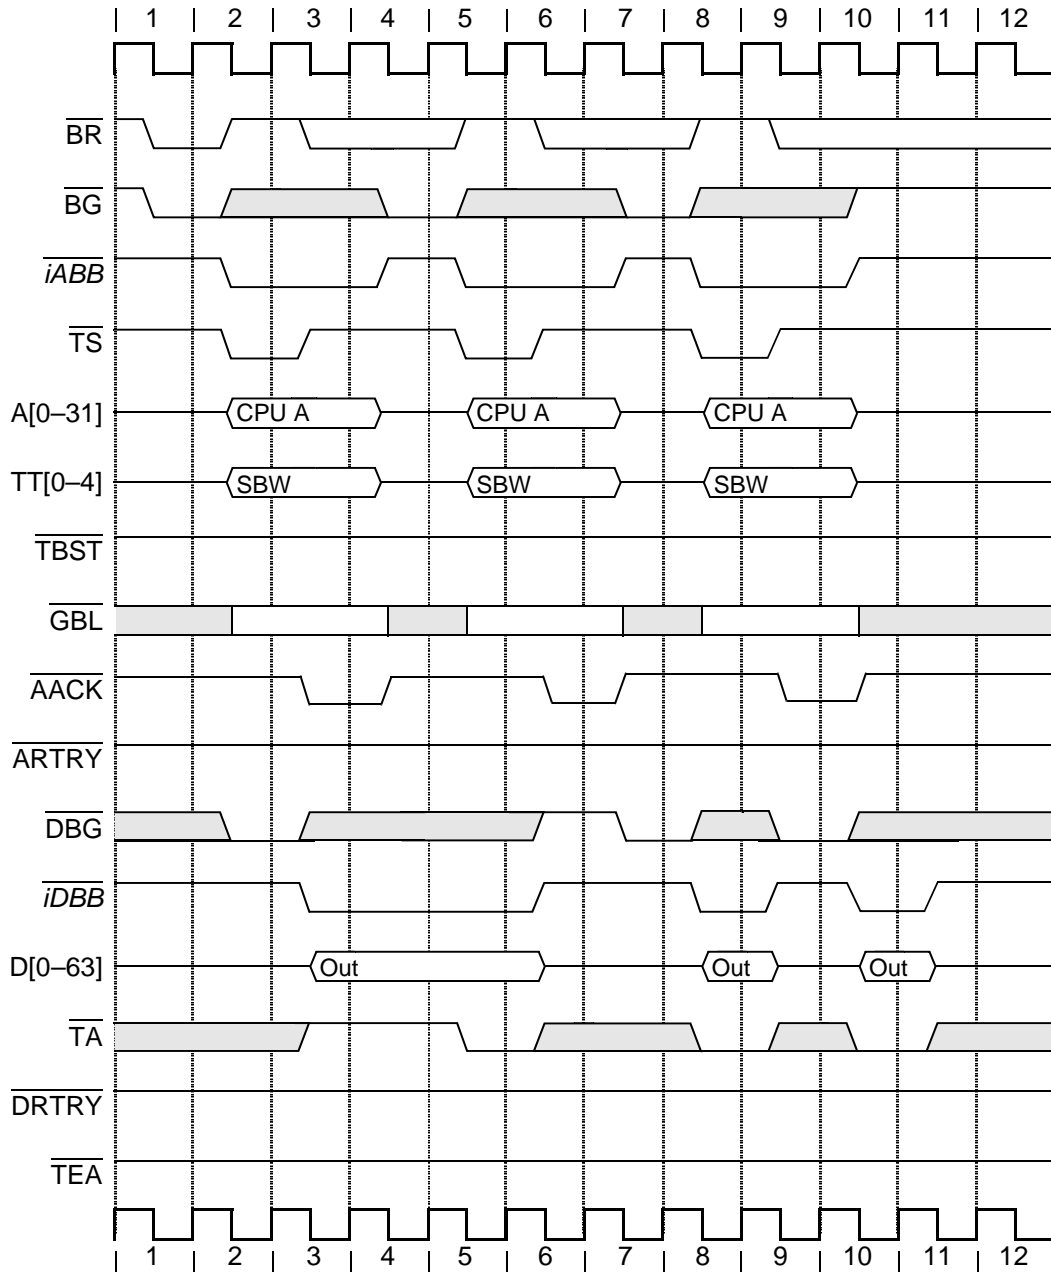 1 2 3 4 5 6 7 8 9 10 11 12
BR
BG
iABB
TS
A[0–31] CPU A CPU A CPU A
TT[0–4] SBW SBW SBW
TBST
GBL
AACK
ARTRY
DBG
iDBB
D[0–63] Out Out Out
TA
DRTRY
TEA
1 2 3 4 5 6 7 8 9 10 11 12